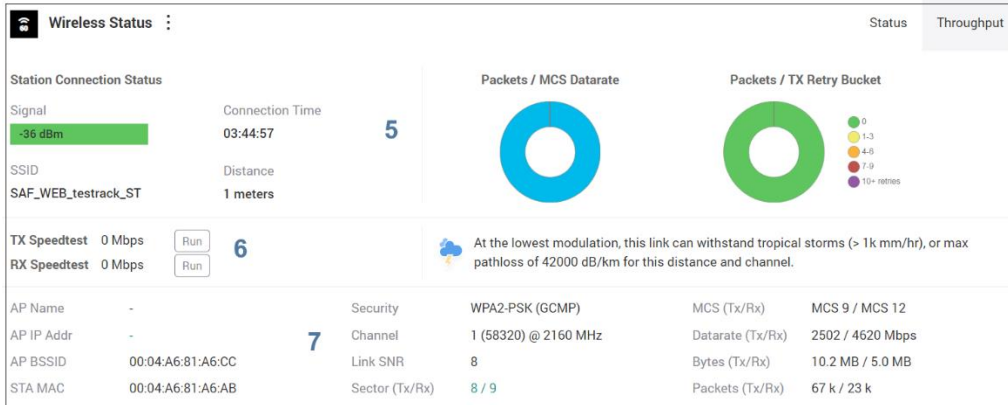 60
Wireless Status
Status
Throughput
Station Connection Status
Signal
Connection Time
-36 dBm
03:44:57
5
SSID
Distance
SAF_WEB_testrack_ST
1 meters
Packets / MCS Datarate
Packets / TX Retry Bucket
0
1-3
4-6
7-9
10+ retries
TX Speedtest 0 Mbps Run
RX Speedtest 0 Mbps Run
6
At the lowest modulation, this link can withstand tropical storms (> 1k mm/hr), or max
pathloss of 42000 dB/km for this distance and channel.
AP Name -
AP IP Addr -
AP BSSID 00:04:A6:81:A6:CC
STA MAC 00:04:A6:81:A6:AB
7
Security WPA2-PSK (GCMP)
Channel 1 (58320) @ 2160 MHz
Link SNR 8
Sector (Tx/Rx) 8 / 9
MCS (Tx/Rx) MCS 9 / MCS 12
Datarate (Tx/Rx) 2502 / 4620 Mbps
Bytes (Tx/Rx) 10.2 MB / 5.0 MB
Packets (Tx/Rx) 67 k / 23 k